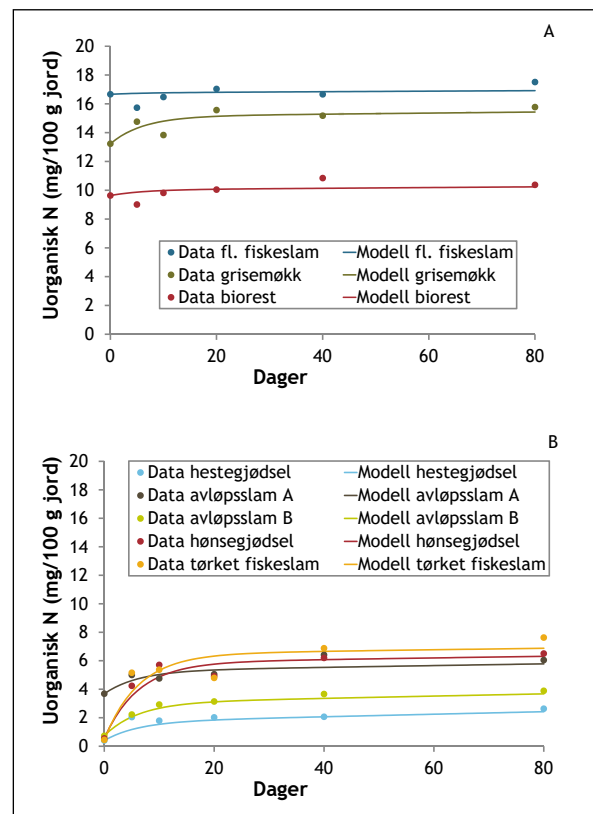 A
Uorganisk N (mg/100 g jord)
20
18
16
14
12
10
8
6
4
2
0
Data fl. fiskeslam Modell fl. fiskeslam
Data grisemøkk Modell grisemøkk
Data biorest Modell biorest
0 20 40 60 80
Dager
B
Uorganisk N (mg/100 g jord)
20
18
16
14
12
10
8
6
4
2
0
Data hestegjødsel Modell hestegjødsel
Data avløpsslam A Modell avløpsslam A
Data avløpsslam B Modell avløpsslam B
Data hønsegjødsel Modell hønsegjødsel
Data tørket fiskeslam Modell tørket fiskeslam
0 20 40 60 80
Dager